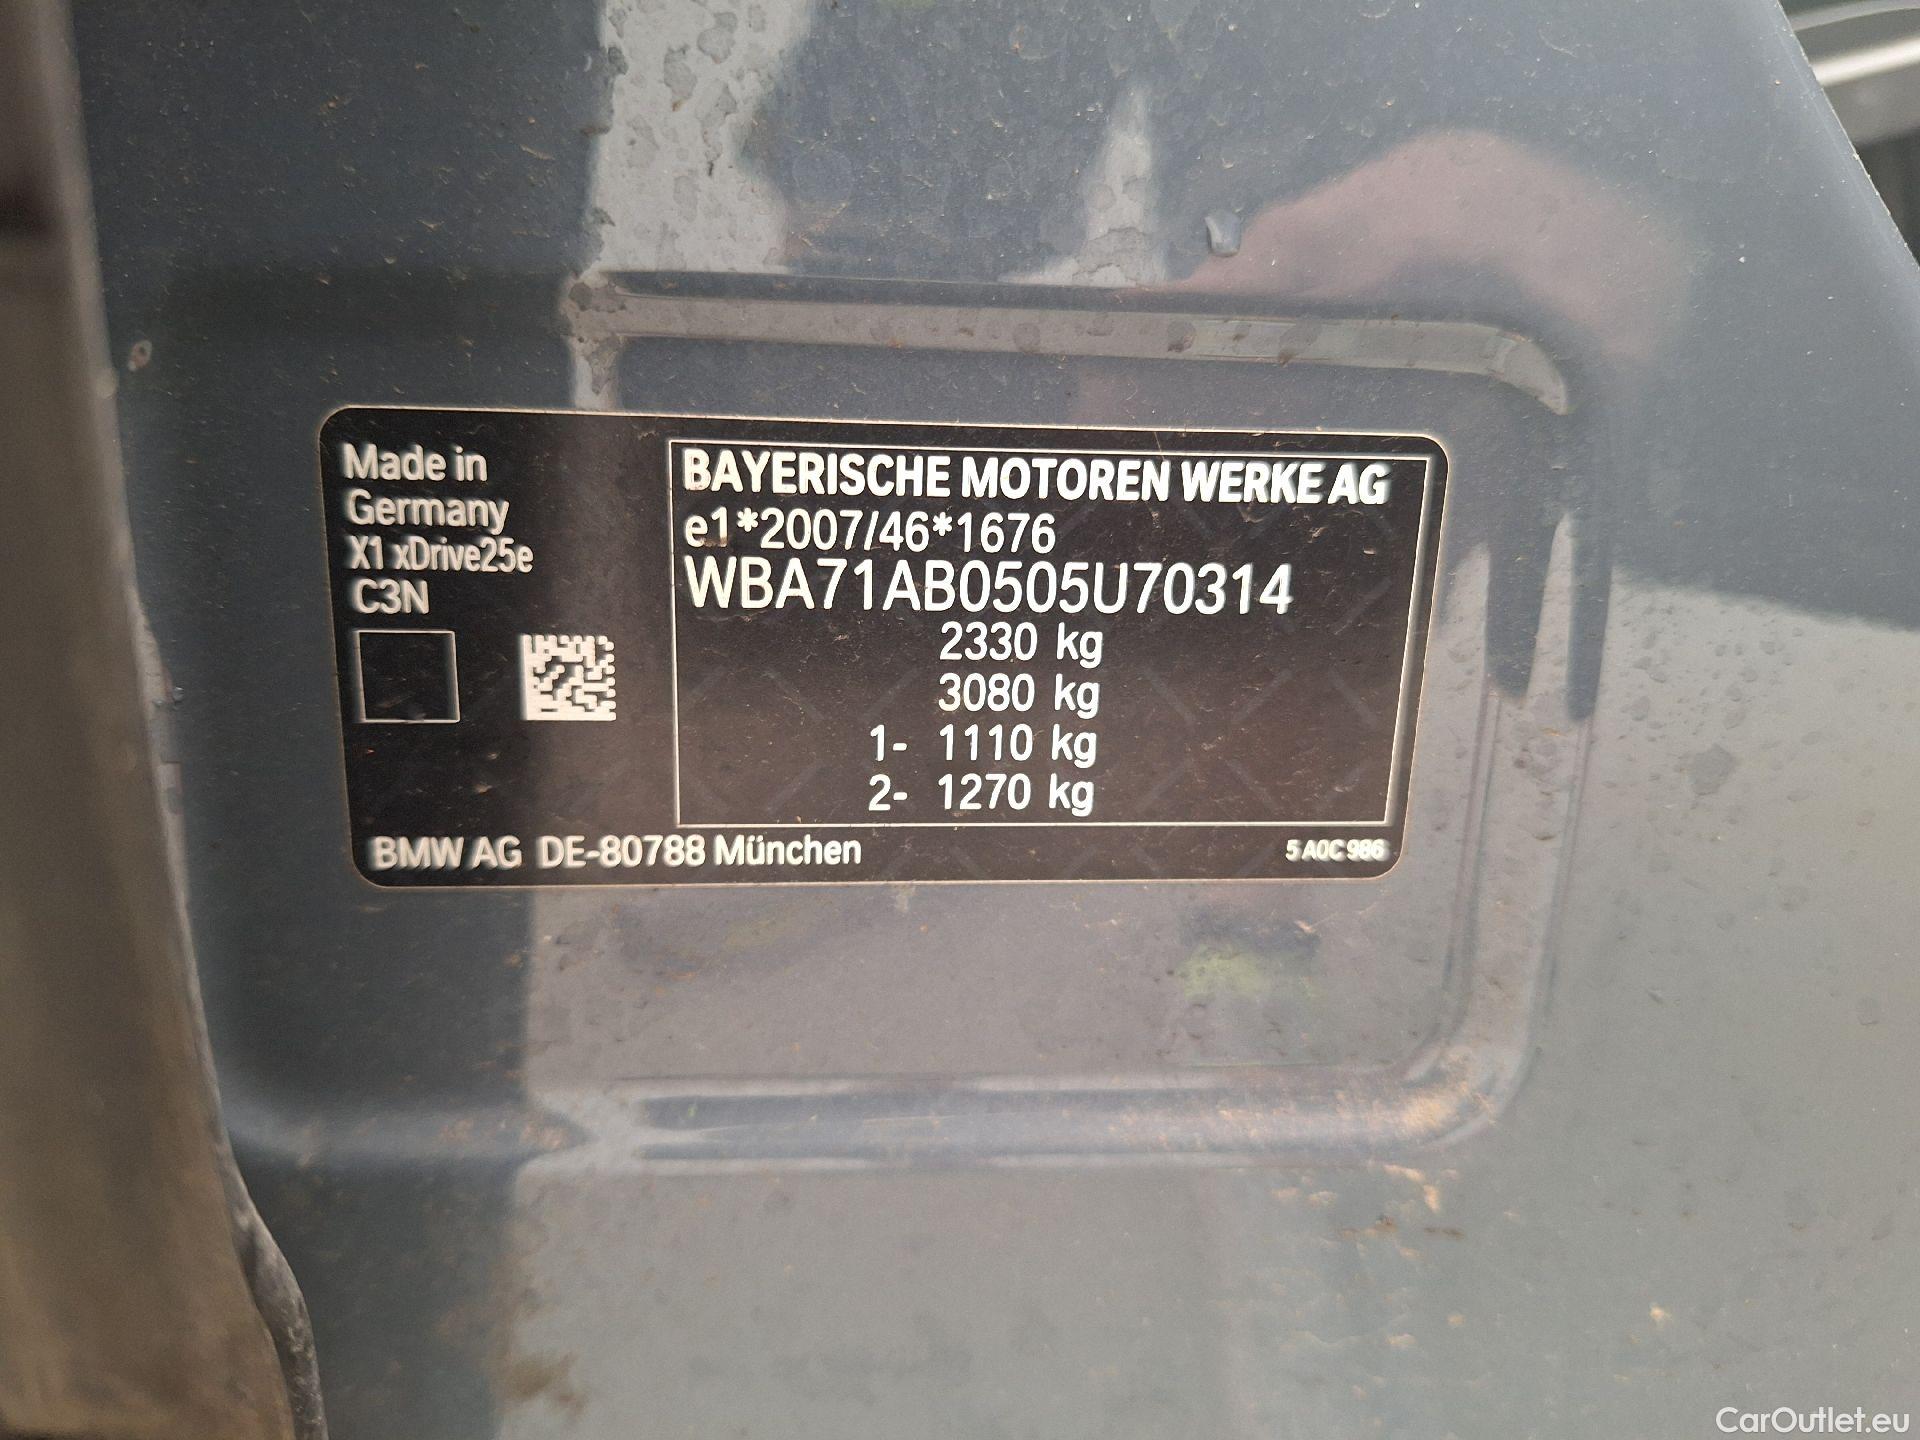 Made in
Germany
X1 xDrive25e
C3N
BAYERISCHE MOTOREN WERKE AG
e1*2007/46*1676
WBA71AB0505U70314
2330 kg
3080 kg
1- 1110 kg
2- 1270 kg
BMW AG DE-80788 München
5 A0C 986
CarOutlet.eu